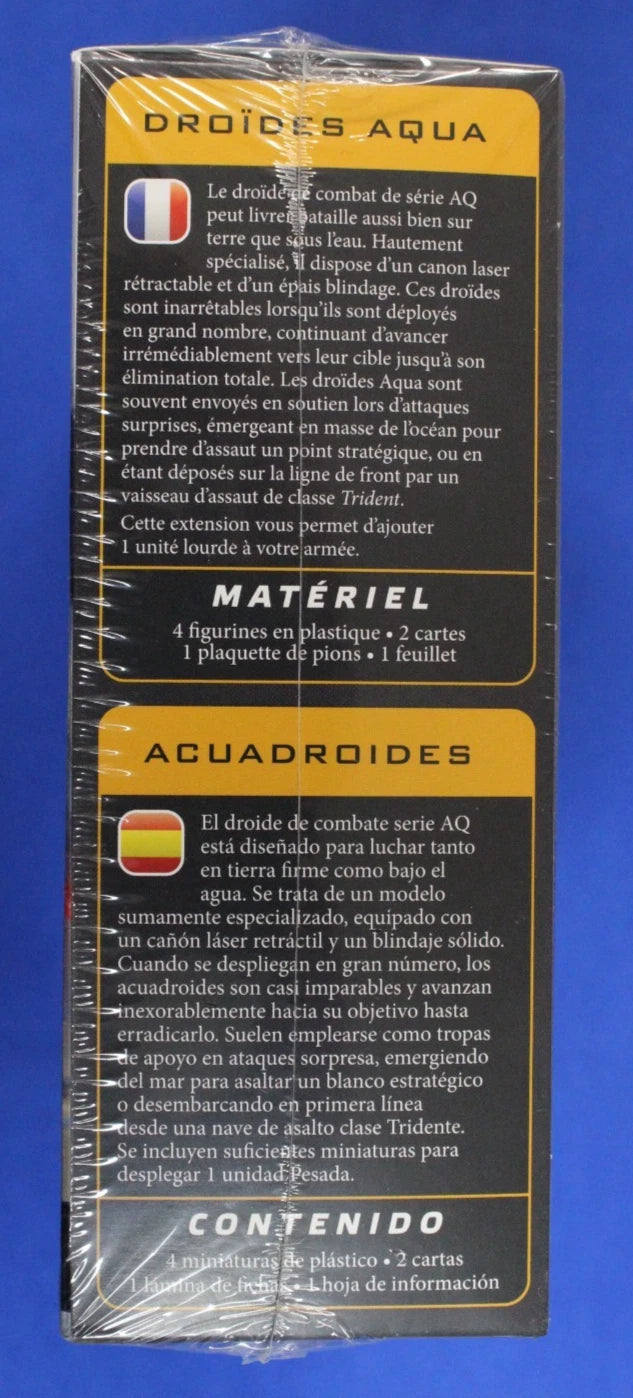 DROÏDES AQUA
Le droïde de combat de série AQ
peut livrer bataille aussi bien sur
terre que sous l'eau. Hautement
spécialisé, il dispose d'un canon laser
rétractable et d'un épais blindage. Ces droïdes
sont inarrêtables lorsqu'ils sont déployés
en grand nombre, continuant d'avancer
irrémédiablement vers leur cible jusqu'à son
élimination totale. Les droïdes Aqua sont
souvent envoyés en soutien lors d'attaques
surprises, émergeant en masse de l'océan pour
prendre d'assaut un point stratégique, ou en
étant déposés sur la ligne de front par un
vaisseau d'assaut de classe Trident.
Cette extension vous permet d'ajouter
1 unité lourde à votre armée.
MATÉRIEL
4 figurines en plastique • 2 cartes
1 plaquette de pions • 1 feuillet
ACUADROIDES
El droide de combate serie AQ
está diseñado para luchar tanto
en tierra firme como bajo el
agua. Se trata de un modelo
sumamente especializado, equipado con
un cañón láser retráctil y un blindaje sólido.
Cuando se despliegan en gran número, los
acuadroides son casi imparables y avanzan
inexorablemente hacia su objetivo hasta
erradicarlo. Suelen emplearse como tropas
de apoyo en ataques sorpresa, emergiendo
del mar para asaltar un blanco estratégico
o desembarcando en primera línea
desde una nave de asalto clase Tridente.
Se incluyen suficientes miniaturas para
desplegar 1 unidad Pesada.
CONTENIDO
4 miniaturas de plástico • 2 cartas
1 lámina de fichas • 1 hoja de información